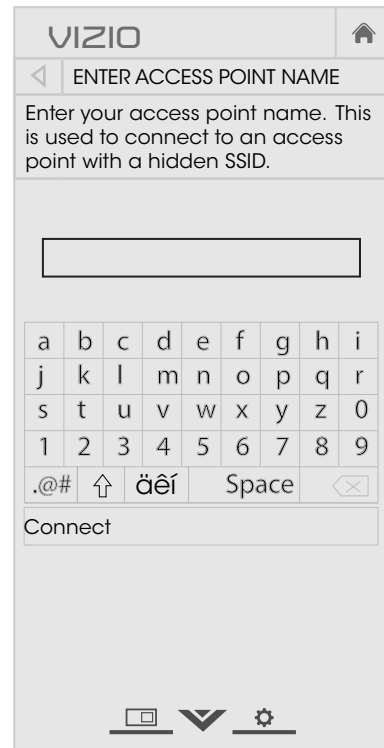 VIZIO
ENTER ACCESS POINT NAME
Enter your access point name. This
is used to connect to an access
point with a hidden SSID.
a b c d e f g h i
j k l m n o p q r
s t u v w x y z 0
1 2 3 4 5 6 7 8 9
.@# äêí Space
Connect